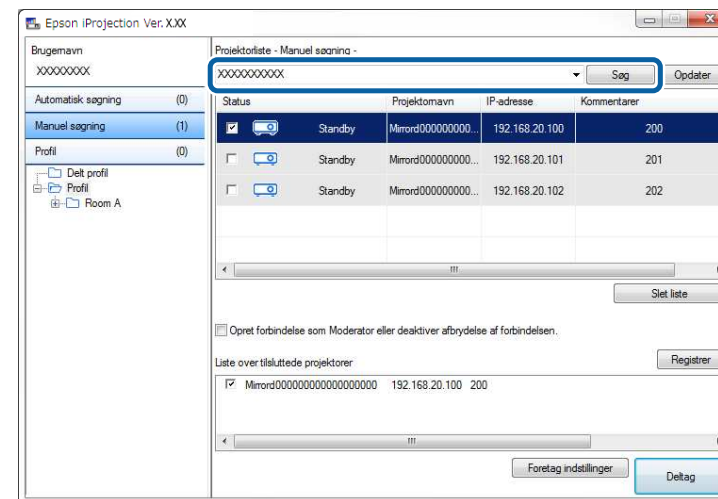 Epson iProjection Ver. X.XX
Brugernavn
XXXXXXXX
Automatisk søgning (0)
Manuel søgning (1)
Profil (0)
Delt profil
Profil
Room A
Projektorliste - Manuel søgning -
XXXXXXXXXX Søg Opdater
Status Projektornavn IP-adresse Kommentarer
Standby Mirrord000000000... 192.168.20.100 200
Standby Mirrord000000000... 192.168.20.101 201
Standby Mirrord000000000... 192.168.20.102 202
Slet liste
Opret forbindelse som Moderator eller deaktiver afbrydelse af forbindelsen.
Liste over tilsluttede projektorer Registrer
Mirrord000000000000000000 192.168.20.100 200
Foretag indstillinger Deltag